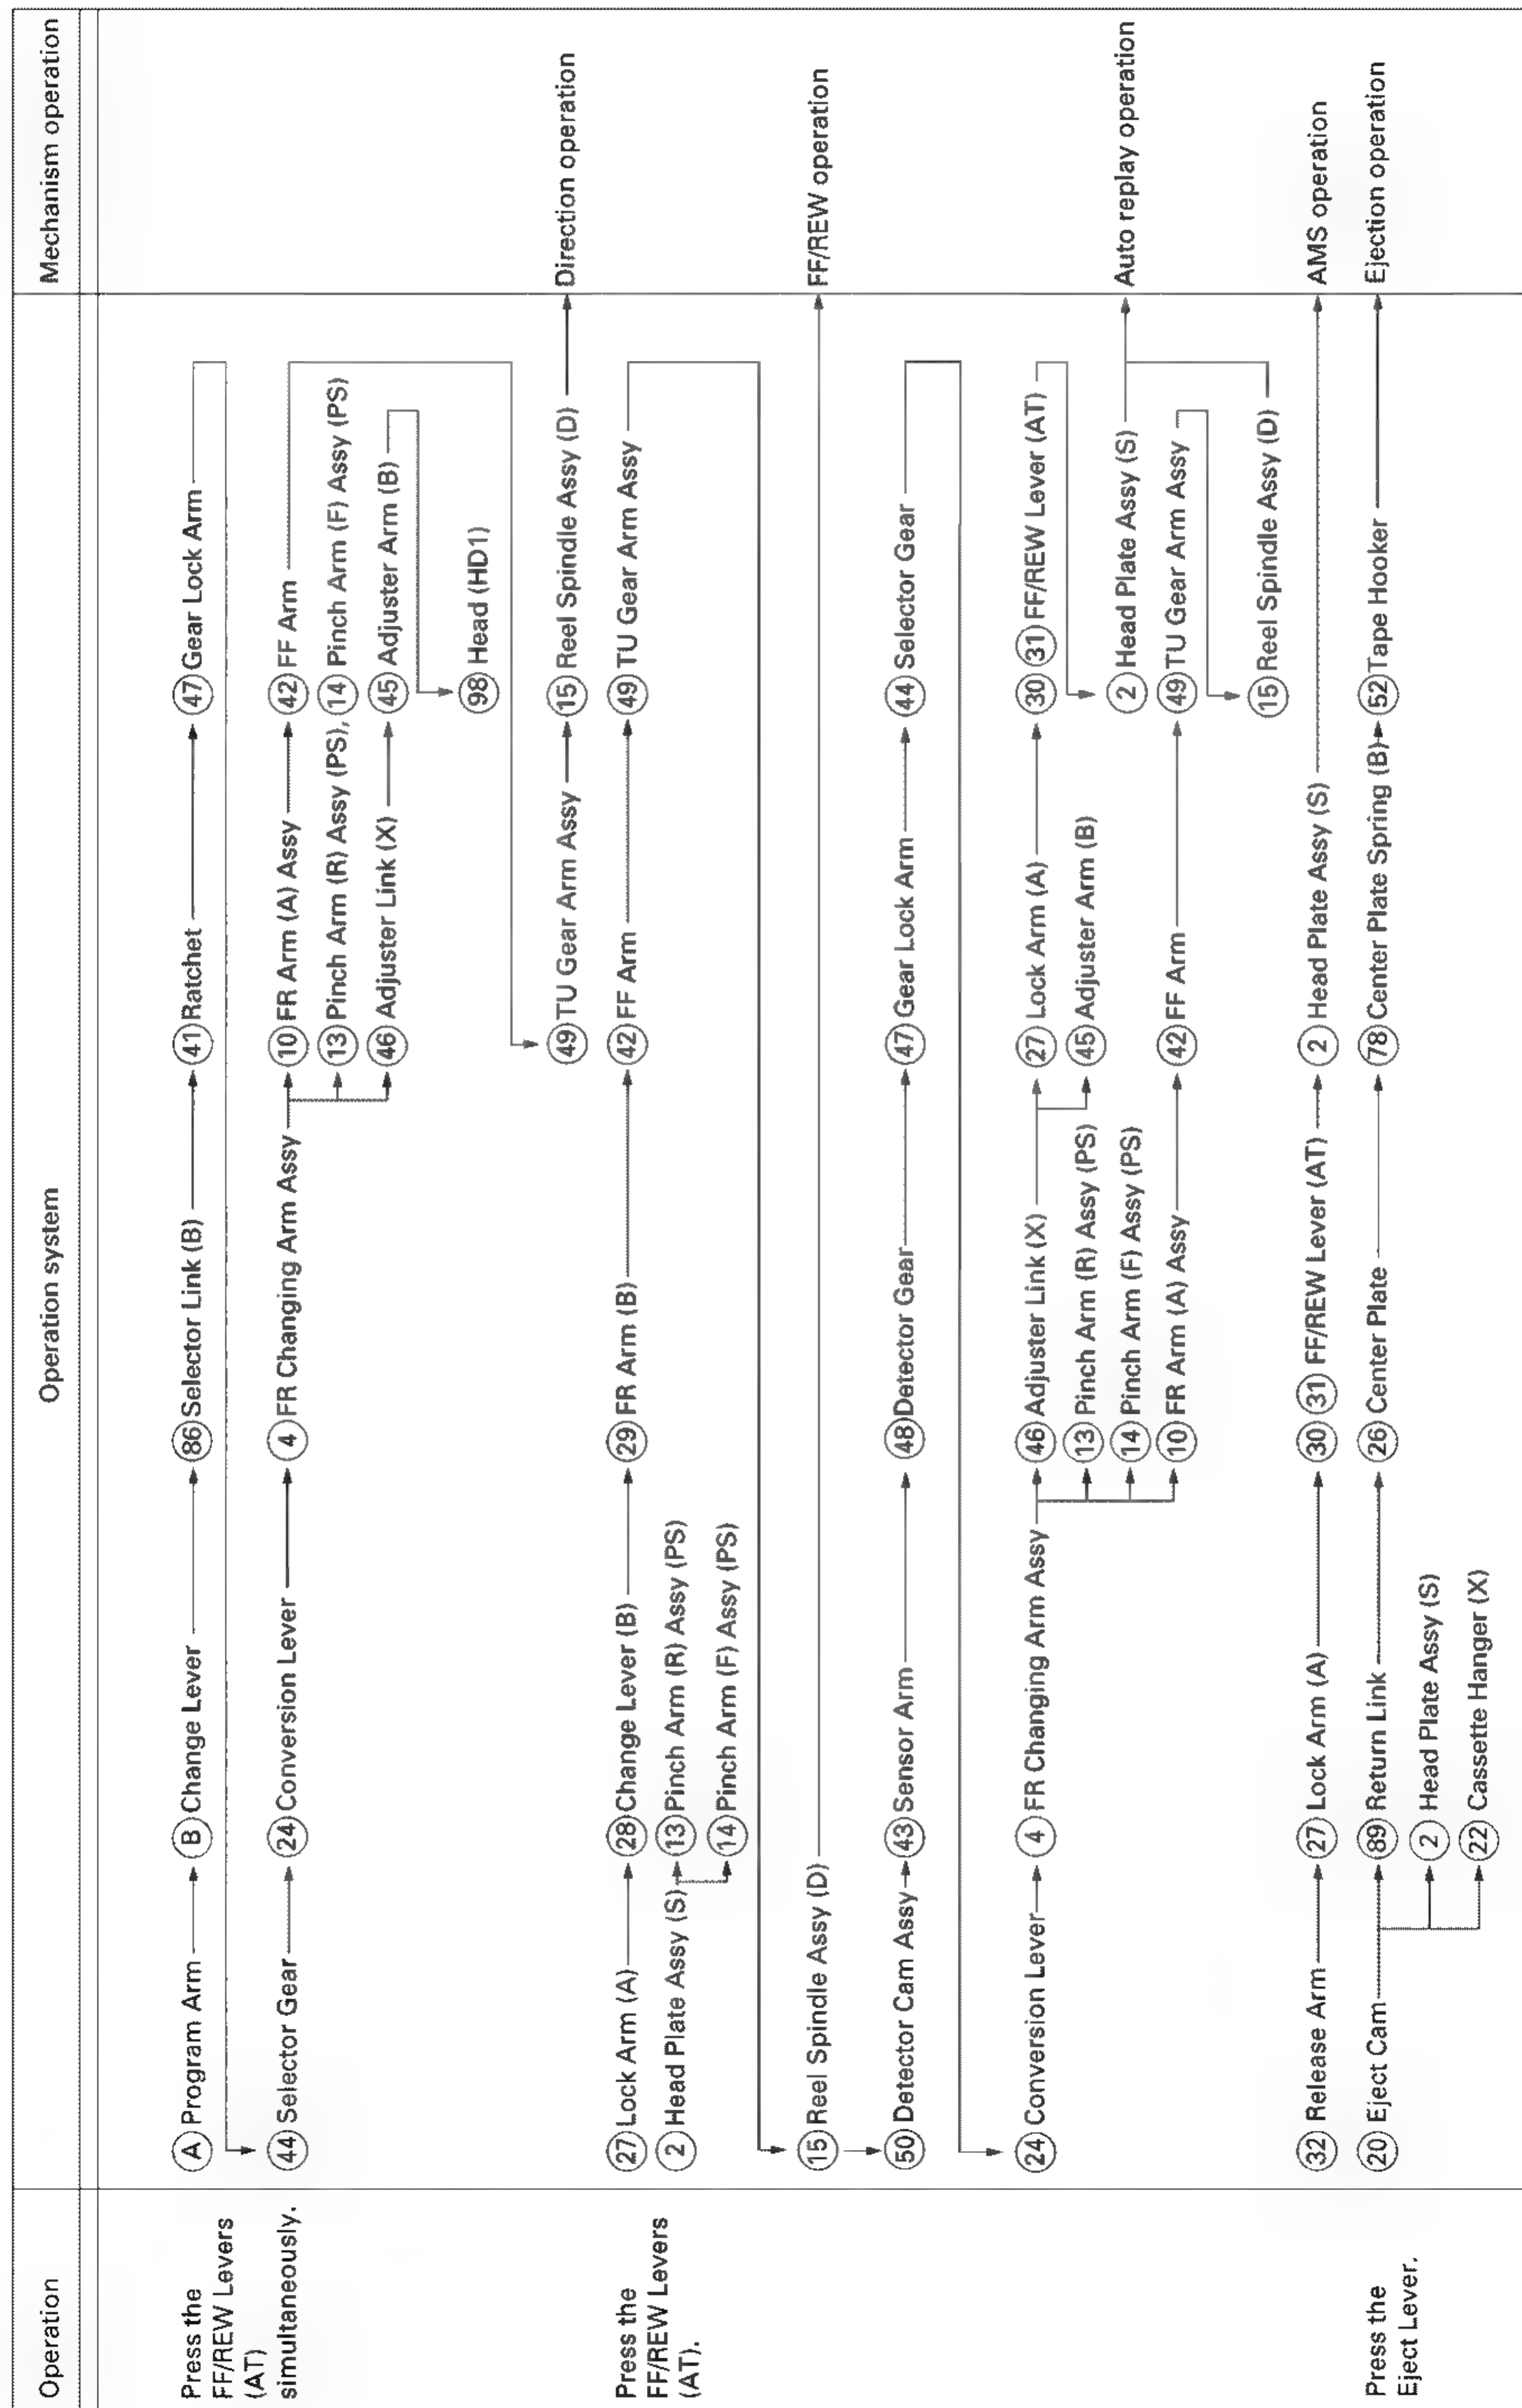 Operation Operation system Mechanism operation
Press the
FF/REW Levers
(AT)
simultaneously.
A Program Arm B Change Lever 86 Selector Link (B) 41 Ratchet 47 Gear Lock Arm
44 Selector Gear 24 Conversion Lever 4 FR Changing Arm Assy 10 FR Arm (A) Assy 42 FF Arm
13 Pinch Arm (R) Assy (PS), 14 Pinch Arm (F) Assy (PS)
46 Adjuster Link (X) 45 Adjuster Arm (B)
98 Head (HD1)
49 TU Gear Arm Assy 15 Reel Spindle Assy (D) Direction operation
Press the
FF/REW Levers
(AT).
27 Lock Arm (A) 28 Change Lever (B) 29 FR Arm (B) 42 FF Arm 49 TU Gear Arm Assy
2 Head Plate Assy (S) 13 Pinch Arm (R) Assy (PS)
14 Pinch Arm (F) Assy (PS)
15 Reel Spindle Assy (D) FF/REW operation
50 Detector Cam Assy 43 Sensor Arm 48 Detector Gear 47 Gear Lock Arm 44 Selector Gear
24 Conversion Lever 4 FR Changing Arm Assy 46 Adjuster Link (X) 27 Lock Arm (A) 30 31 FF/REW Lever (AT)
13 Pinch Arm (R) Assy (PS) 45 Adjuster Arm (B)
14 Pinch Arm (F) Assy (PS) 2 Head Plate Assy (S) Auto replay operation
10 FR Arm (A) Assy 42 FF Arm 49 TU Gear Arm Assy
15 Reel Spindle Assy (D)
32 Release Arm 27 Lock Arm (A) 30 31 FF/REW Lever (AT) 2 Head Plate Assy (S) AMS operation
Press the
Eject Lever.
20 Eject Cam 89 Return Link 26 Center Plate 78 Center Plate Spring (B) 52 Tape Hooker Ejection operation
2 Head Plate Assy (S)
22 Cassette Hanger (X)